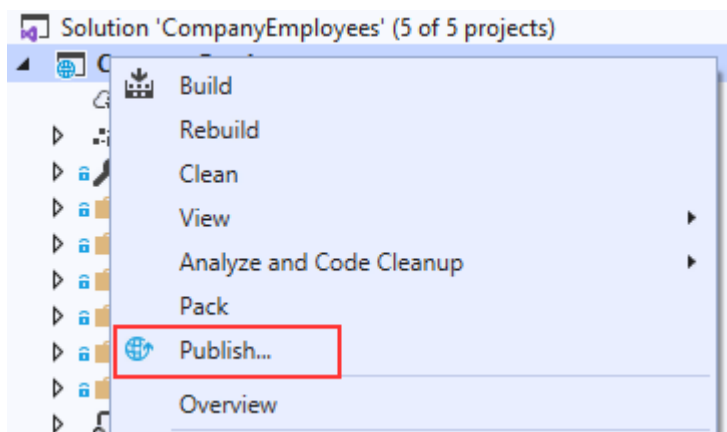 Solution 'CompanyEmployees' (5 of 5 projects)
Build
Rebuild
Clean
View
Analyze and Code Cleanup
Pack
Publish...
Overview